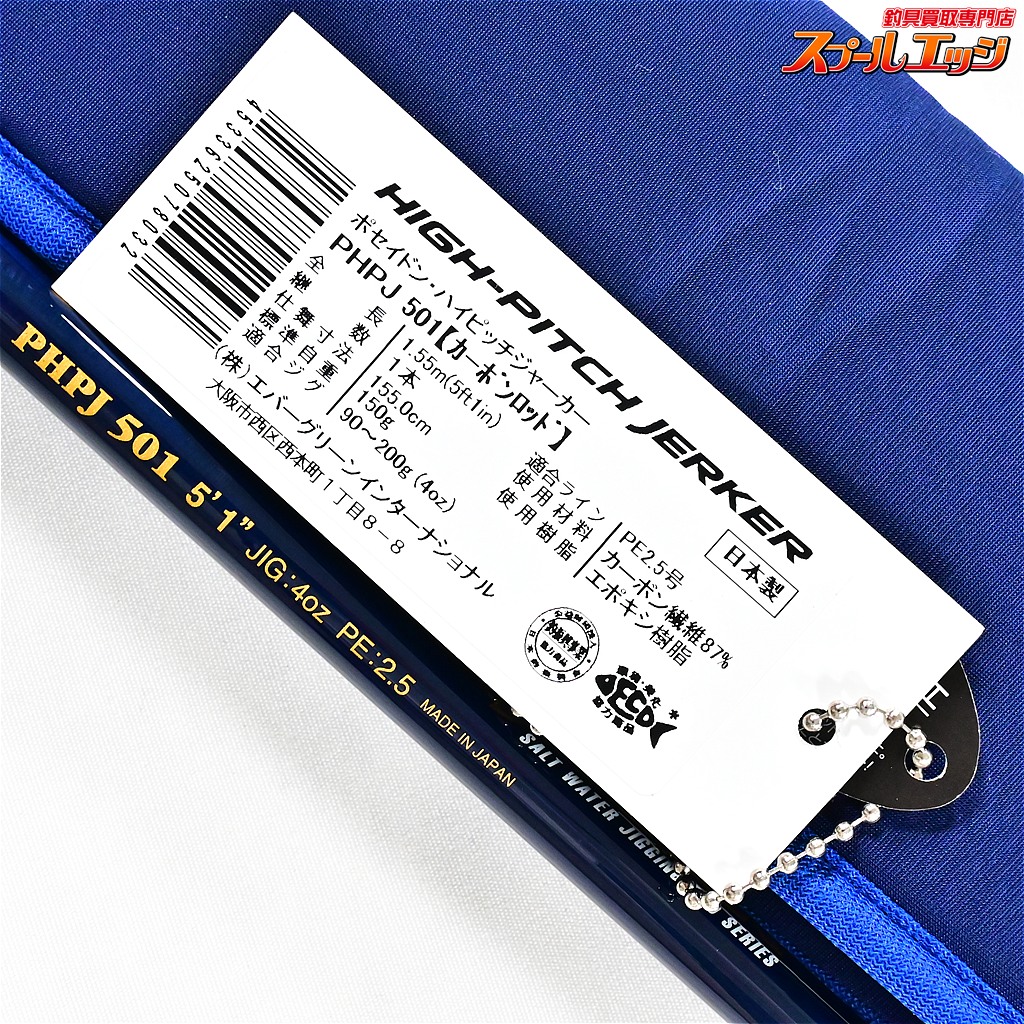 釣具買取専門店
スプールエッジ
4533625078032
HIGH-PITCH JERKER
ポセイドン・ハイピッチジャーカー
PHPJ 501【カーボンロッド】
全長 1.55m(5ft1in)
継数 1本
仕舞寸法 155.0cm
標準自重 150g
適合ジグ 90～200g(4oz)
適合ライン PE2.5号
使用材料 カーボン繊維87%
使用樹脂 エポキシ樹脂
日本製
(株)エバーグリーンインターナショナル
大阪市西区西本町1丁目8-8
ECO
協力商品
PHPJ 501 5'1" JIG:4oz PE:2.5 MADE IN JAPAN
SALT WATER JIGGING SERIES